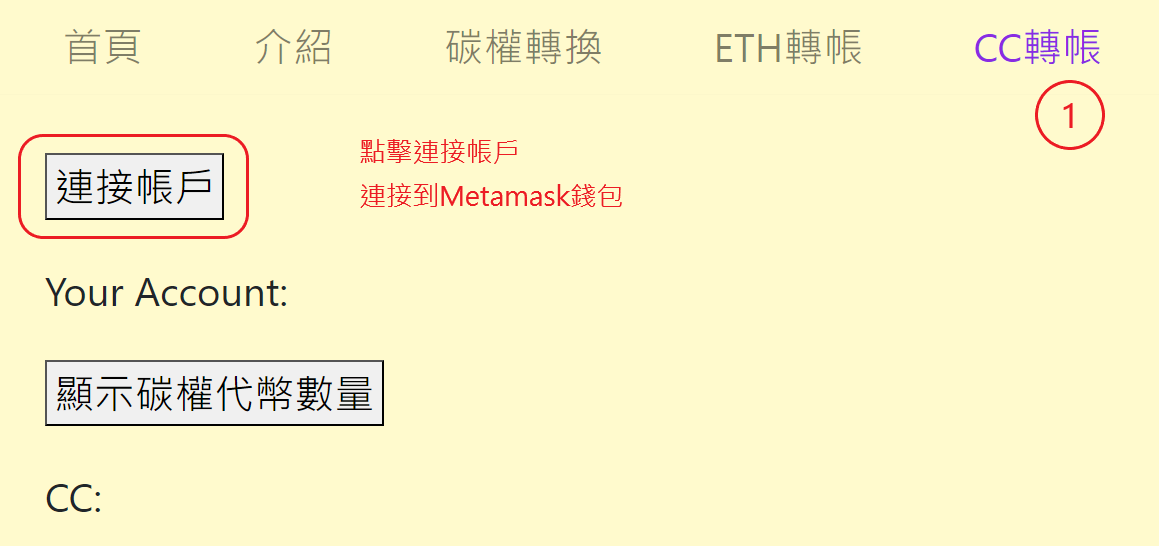 首頁 介紹 碳權轉換 ETH轉帳 CC轉帳
1
點擊連接帳戶
連接帳戶
連接到Metamask錢包
Your Account:
顯示碳權代幣數量
CC: